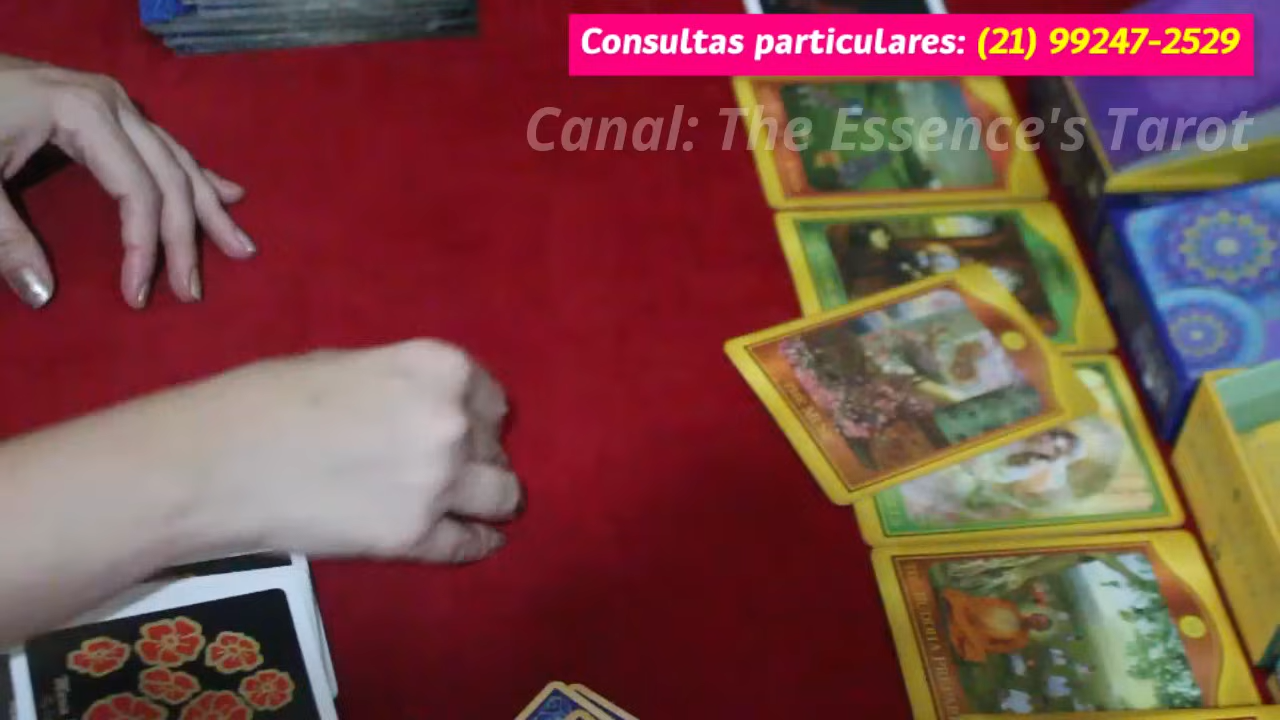 Consultas particulares: (21) 99247-2529
Canal: The Essence's Tarot